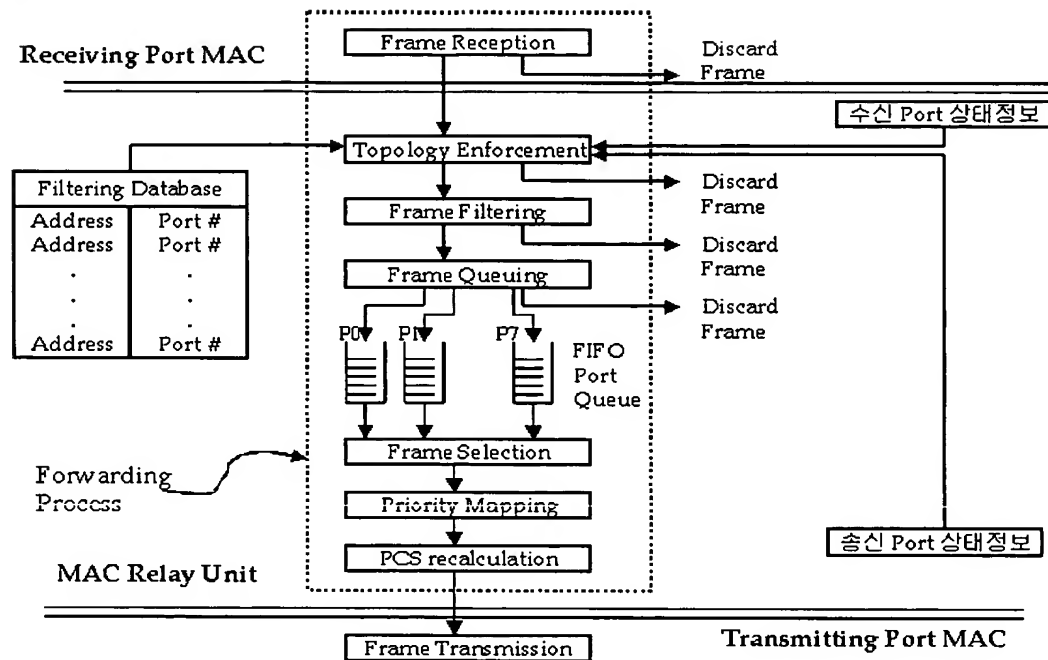 Frame Reception
Receiving Port MAC
Discard
Frame
수신 Port 상태정보
Topology Enforcement
Filtering Database
Address Port #
Address Port #
. .
. .
. .
Address Port #
Discard
Frame
Frame Filtering
Discard
Frame
Frame Queuing
Discard
Frame
P0 P1 P7
FIFO
Port
Queue
Frame Selection
Forwarding
Process
Priority Mapping
송신 Port 상태정보
PCS recalculation
MAC Relay Unit
Frame Transmission
Transmitting Port MAC